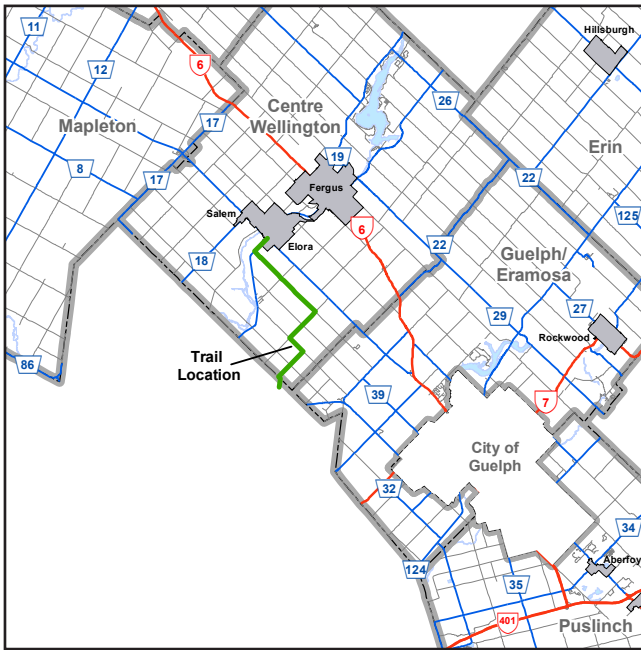 11
Hillsburgh
12
6
26
Centre
Wellington
17
Mapleton
19
Erin
8
17
22
Fergus
125
Salem
6
22
Elora
Guelph/
Eramosa
18
27
29
Rockwood
Trail
Location
86
39
7
City of
Guelph
32
34
124
Aberfoy
35
401
Puslinch